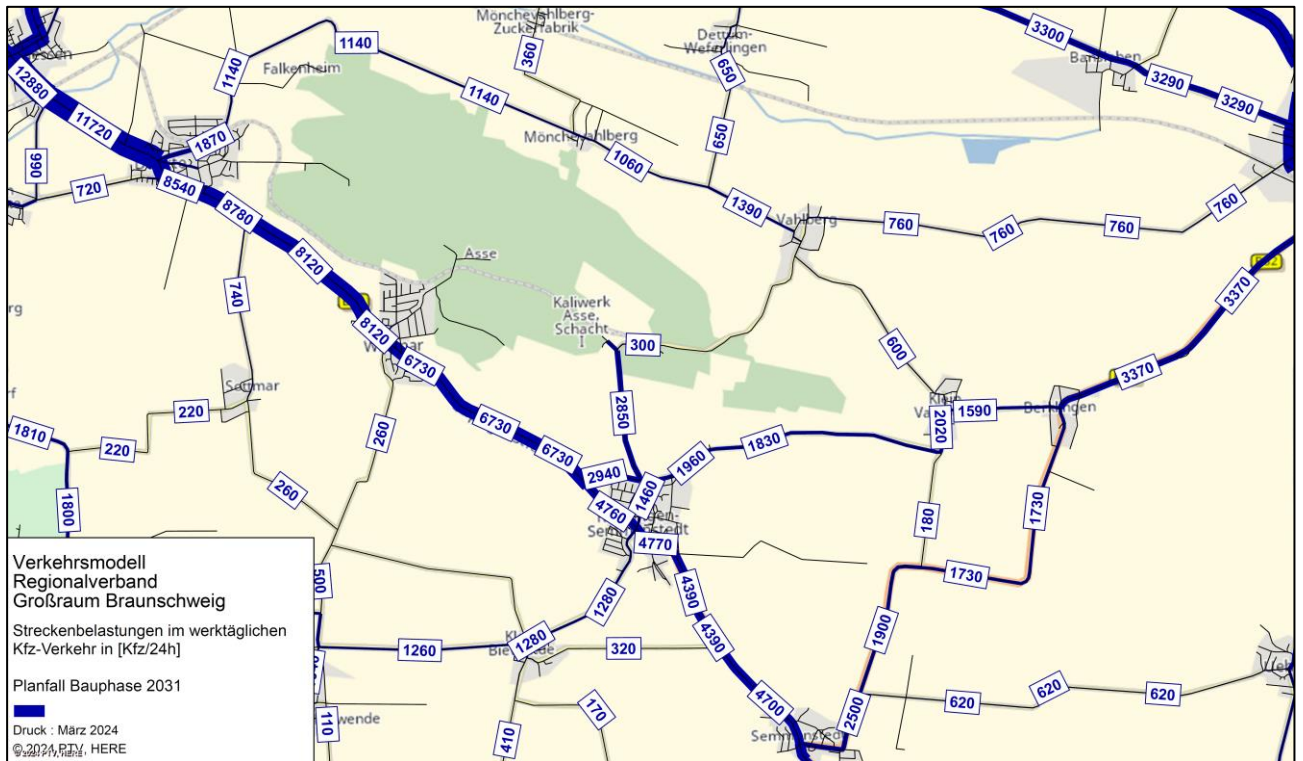 Mönchevahlberg-
Zuckerfabrik
Dettum-
Weferlingen
Bansleben
Falkenheim
Mönchevahlberg
Vahlberg
Asse
Kaliwerk
Asse,
Schacht
I
Sottmar
Klein
Berklingen
Semmenstedt
12880
11720
1140
1870
1140
1140
360
650
650
1060
1390
3300
3290
3290
990
720
8540
8780
8120
8120
740
760
760
760
760
3370
3370
6730
6730
6730
300
600
2850
2940
1460
1960
1830
2020
1590
220
220
1810
1800
260
260
4760
4770
4390
4390
4700
180
1730
1730
1900
2500
500
1260
1280
1280
320
410
170
110
620
620
620
Verkehrsmodell
Regionalverband
Großraum Braunschweig
Streckenbelastungen im werktäglichen
Kfz-Verkehr in [Kfz/24h]
Planfall Bauphase 2031
Druck : März 2024
© 2024 PTV, HERE